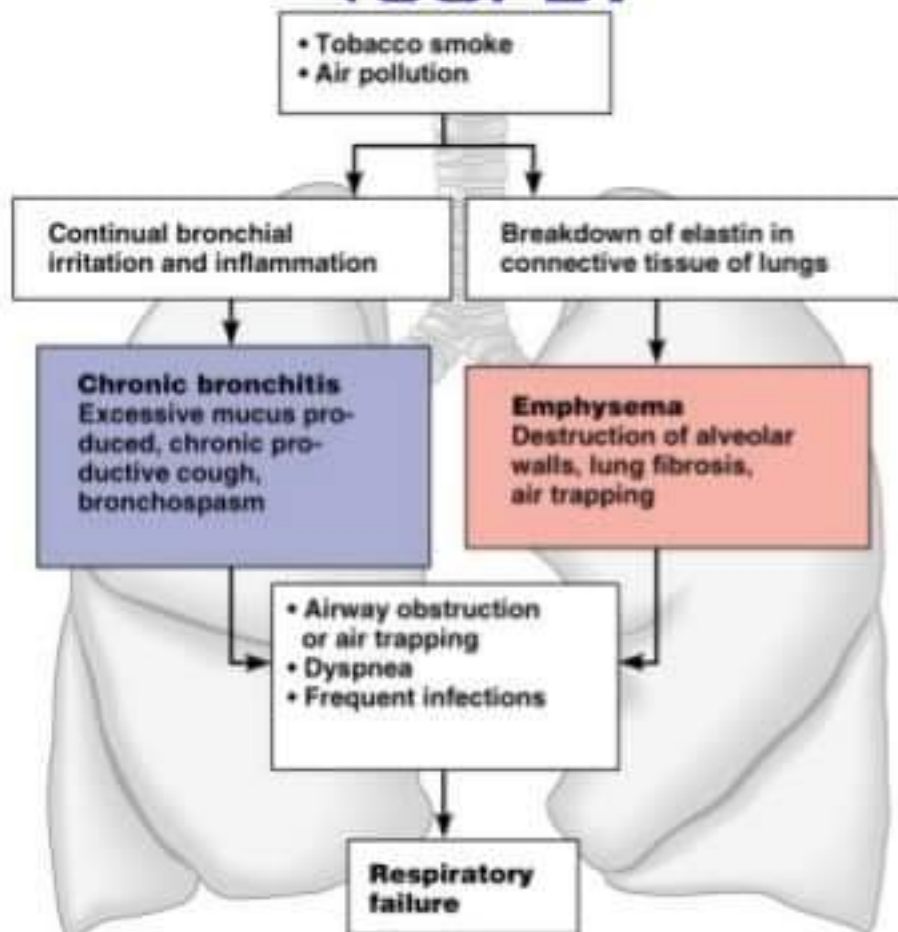 • Tobacco smoke
• Air pollution
Continual bronchial
irritation and inflammation
Breakdown of elastin in
connective tissue of lungs
Chronic bronchitis
Excessive mucus pro-
duced, chronic pro-
ductive cough,
bronchospasm
Emphysema
Destruction of alveolar
walls, lung fibrosis,
air trapping
• Airway obstruction
or air trapping
• Dyspnea
• Frequent infections
Respiratory
failure